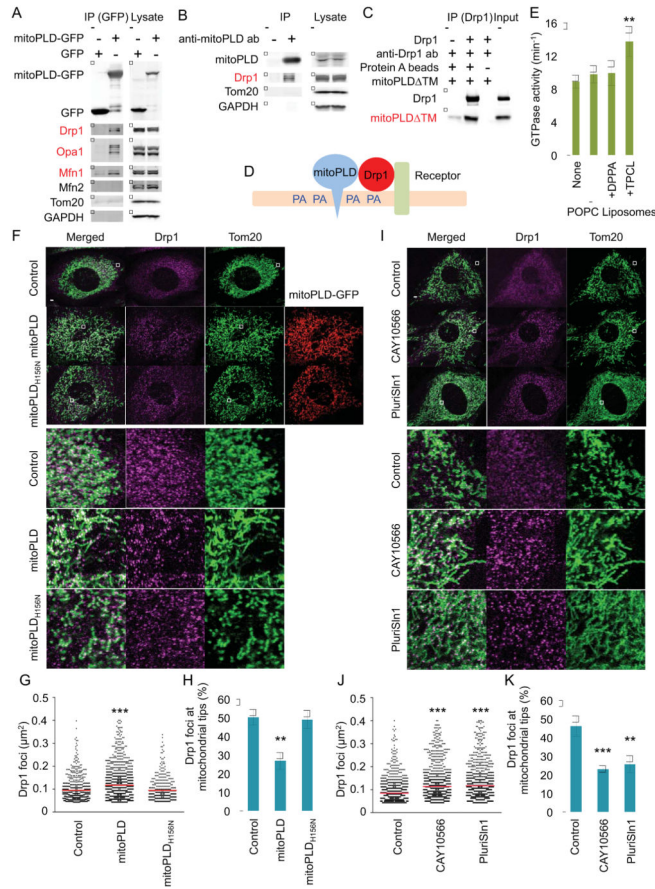 A
IP (GFP) Lysate
mitoPLD-GFP - + - +
GFP + - + -
mitoPLD-GFP
GFP
Drp1
Opa1
Mfn1
Mfn2
Tom20
GAPDH
B
IP Lysate
anti-mitoPLD ab - +
mitoPLD
Drp1
Tom20
GAPDH
C
IP (Drp1) Input
Drp1 - + +
anti-Drp1 ab + + -
Protein A beads + + -
mitoPLDΔTM + + +
Drp1
mitoPLDΔTM
D
mitoPLD Drp1 Receptor
PA PA PA PA
E
GTPase activity (min-1)
16
12
8
4
0
**
None
-
+DPPA
+TPCL
POPC Liposomes
F
Merged Drp1 Tom20
Control
mitoPLD-GFP
mitoPLD
mitoPLDH156N
Control
mitoPLD
mitoPLDH156N
I
Merged Drp1 Tom20
Control
CAY10566
PluriSIn1
Control
CAY10566
PluriSIn1
G
Drp1 foci (μm2)
0.5
0.4
0.3
0.2
0.1
0
***
Control
mitoPLD
mitoPLDH156N
H
Drp1 foci at
mitochondrial tips (%)
60
50
40
30
20
10
0
**
Control
mitoPLD
mitoPLDH156N
J
Drp1 foci (μm2)
0.5
0.4
0.3
0.2
0.1
0
*** ***
Control
CAY10566
PluriSIn1
K
Drp1 foci at
mitochondrial tips (%)
60
50
40
30
20
10
0
*** **
Control
CAY10566
PluriSIn1